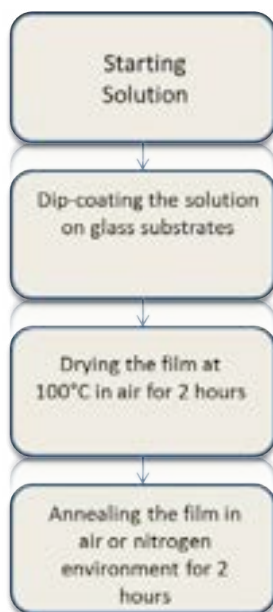 Starting
Solution
Dip-coating the solution
on glass substrates
Drying the film at
100°C in air for 2 hours
Annealing the film in
air or nitrogen
environment for 2
hours